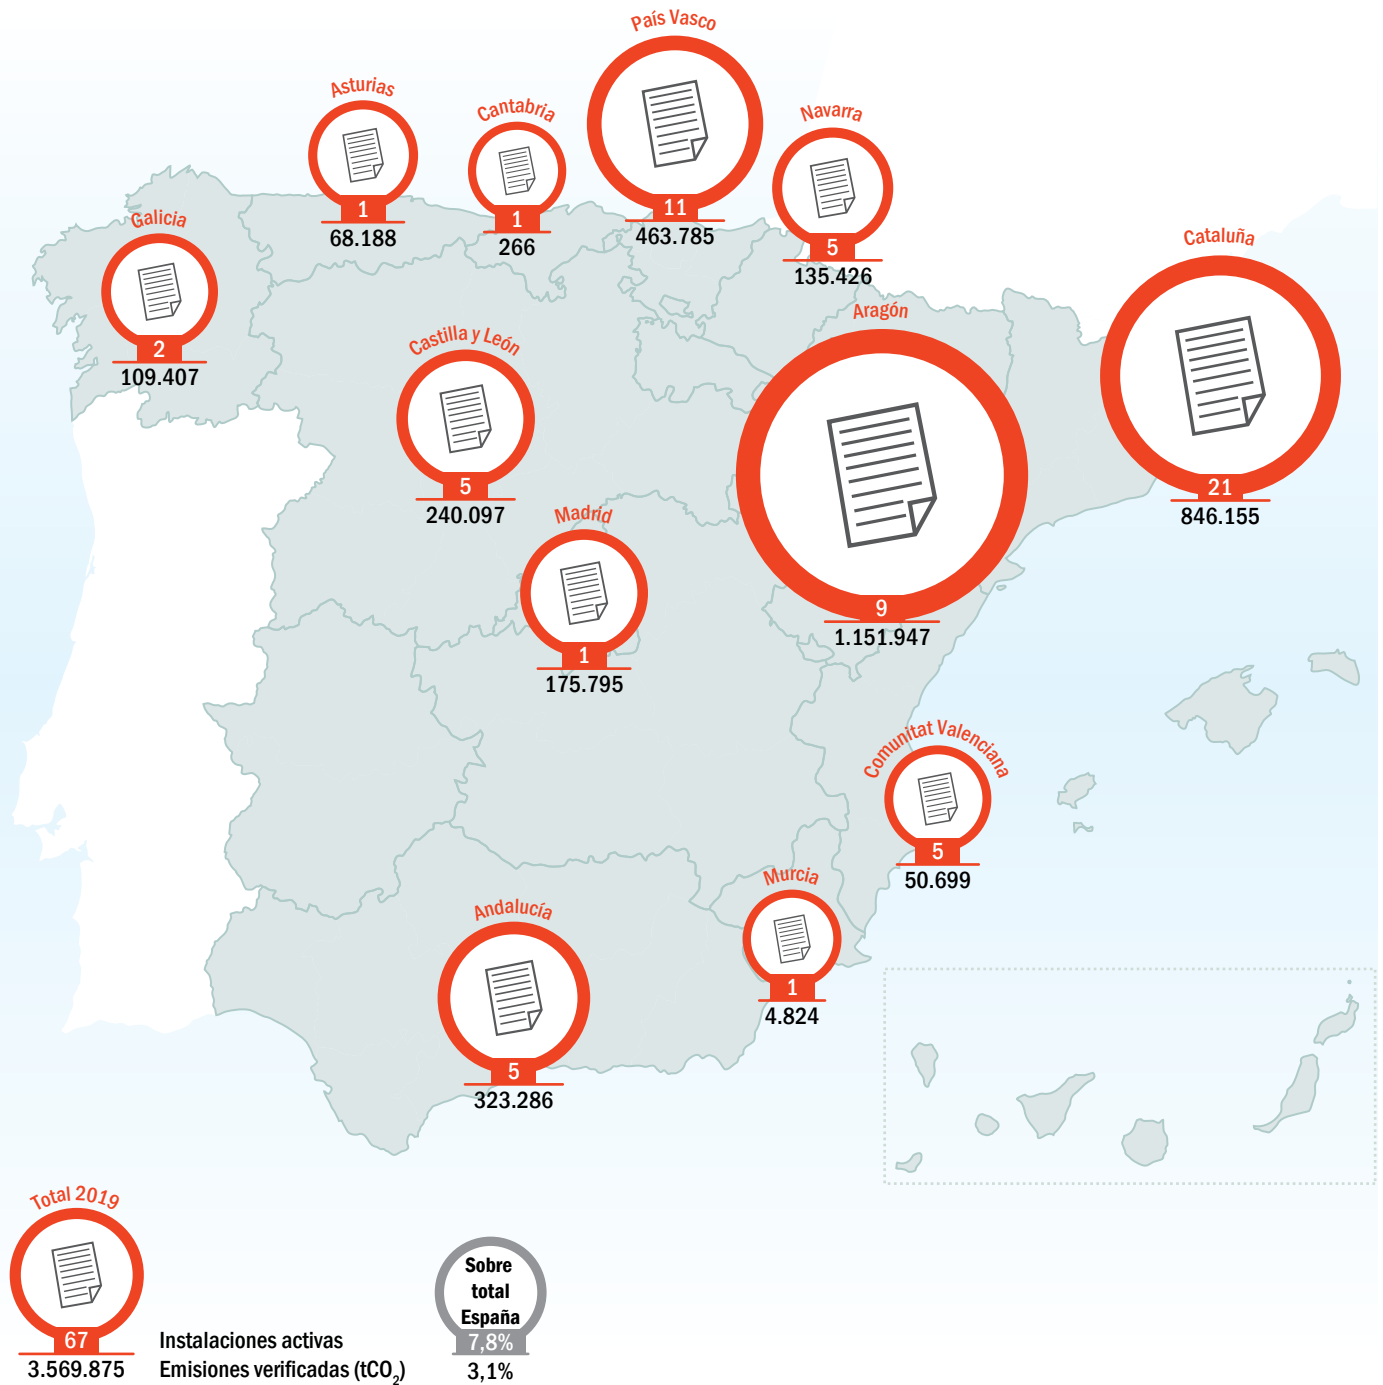 País Vasco
11
463.785
Asturias
1
68.188
Cantabria
1
266
Navarra
5
135.426
Galicia
2
109.407
Cataluña
21
846.155
Aragón
9
1.151.947
Castilla y León
5
240.097
Madrid
1
175.795
Comunitat Valenciana
5
50.699
Murcia
1
4.824
Andalucía
5
323.286
Total 2019
67
3.569.875
Instalaciones activas
Emisiones verificadas (tCO₂)
Sobre
total
España
7,8%
3,1%